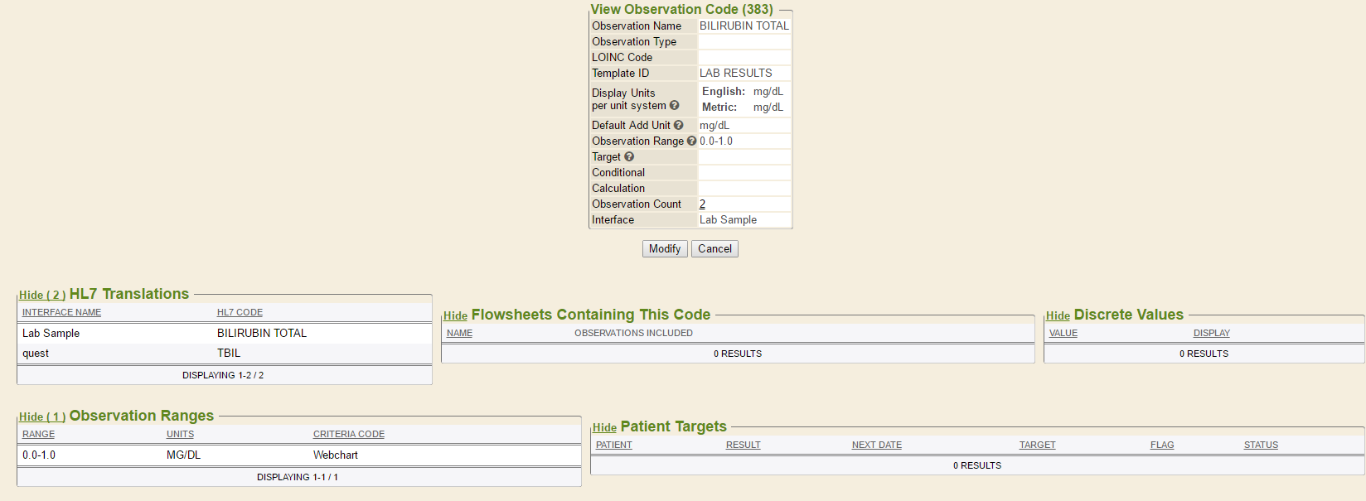 View Observation Code (383)
Observation Name BILIRUBIN TOTAL
Observation Type
LOINC Code
Template ID LAB RESULTS
Display Units
per unit system
English: mg/dL
Metric: mg/dL
Default Add Unit mg/dL
Observation Range 0.0-1.0
Target
Conditional
Calculation
Observation Count 2
Interface Lab Sample
Modify Cancel
Hide ( 2 ) HL7 Translations
INTERFACE NAME HL7 CODE
Lab Sample BILIRUBIN TOTAL
quest TBIL
DISPLAYING 1-2 / 2
Hide Flowsheets Containing This Code
NAME OBSERVATIONS INCLUDED
0 RESULTS
Hide Discrete Values
VALUE DISPLAY
0 RESULTS
Hide ( 1 ) Observation Ranges
RANGE UNITS CRITERIA CODE
0.0-1.0 MG/DL Webchart
DISPLAYING 1-1 / 1
Hide Patient Targets
PATIENT RESULT NEXT DATE TARGET FLAG STATUS
0 RESULTS